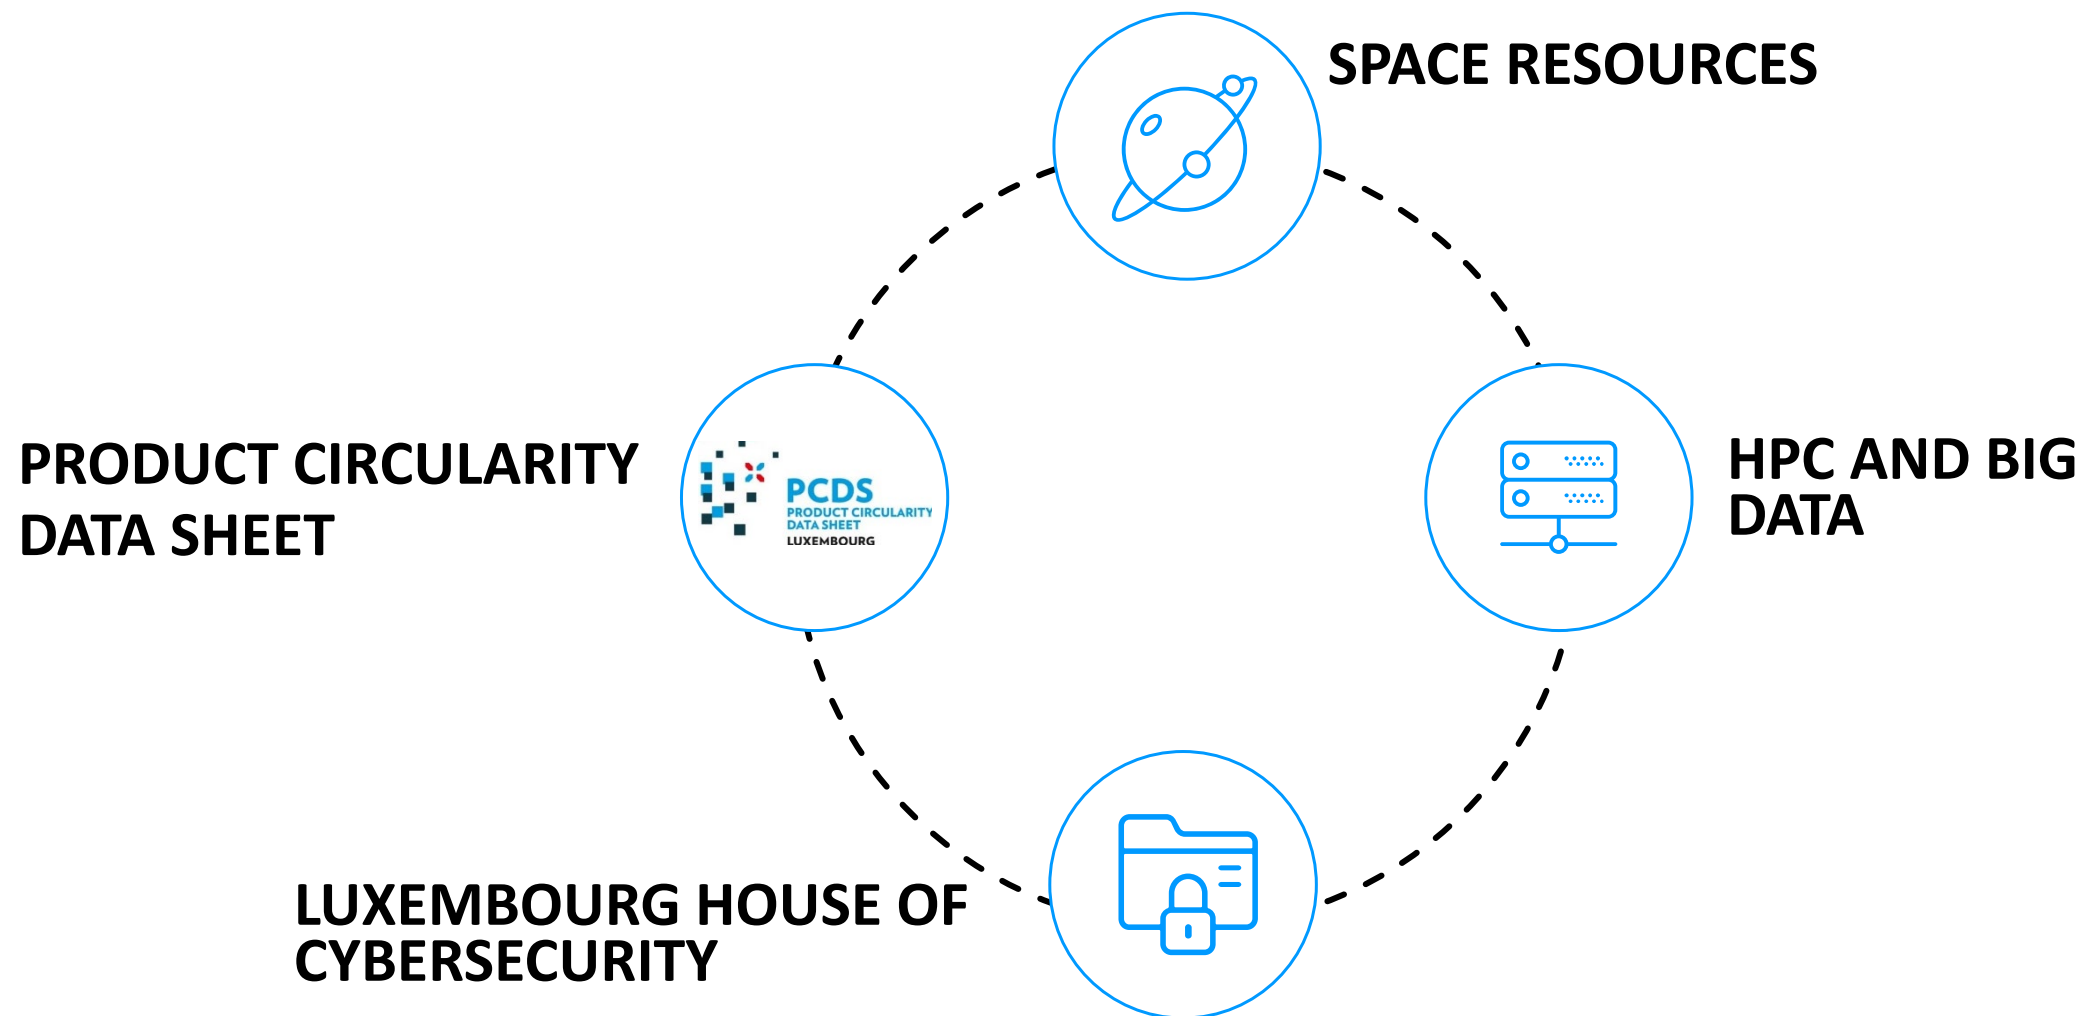 SPACE RESOURCES
PRODUCT CIRCULARITY
DATA SHEET
PCDS
PRODUCT CIRCULARITY
DATA SHEET
LUXEMBOURG
HPC AND BIG
DATA
LUXEMBOURG HOUSE OF
CYBERSECURITY